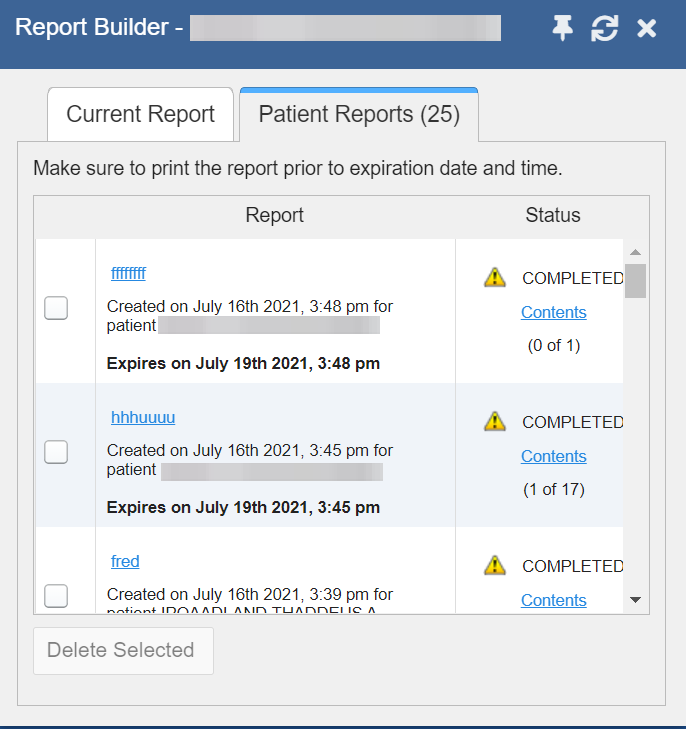 Report Builder -
Current Report
Patient Reports (25)
Make sure to print the report prior to expiration date and time.
Report
Status
ffffffff
COMPLETED
Created on July 16th 2021, 3:48 pm for
Contents
patient
(0 of 1)
Expires on July 19th 2021, 3:48 pm
hhhuuuu
COMPLETED
Created on July 16th 2021, 3:45 pm for
Contents
patient
(1 of 17)
Expires on July 19th 2021, 3:45 pm
fred
COMPLETED
Created on July 16th 2021, 3:39 pm for
Contents
patient
Delete Selected